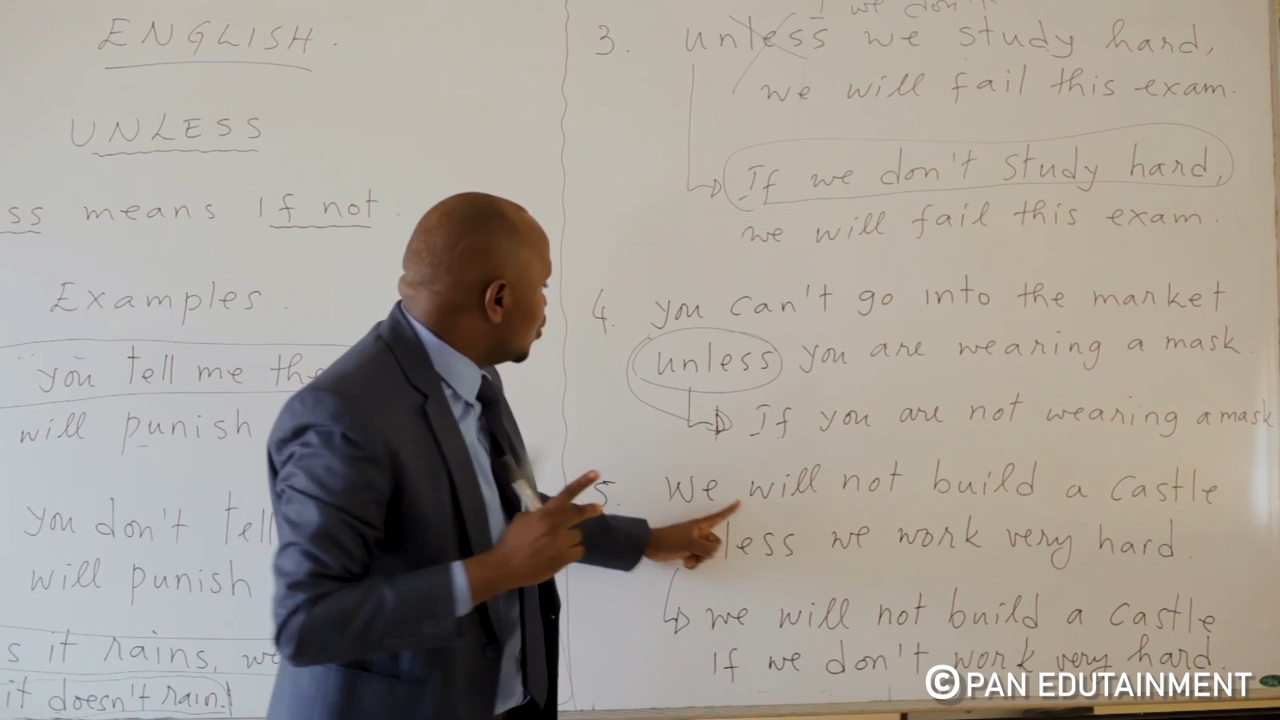 ENGLISH.
UNLESS
ss means If not.
Examples.
you tell me the
will punish
you don't tell
will punish
s it rains, we
it doesn't rain.
we don't
3. unless we study hard,
we will fail this exam.
If we don't study hard,
we will fail this exam.
4. you can't go into the market
unless you are wearing a mask.
If you are not wearing a mask
5. We will not build a castle
less we work very hard.
we will not build a castle
If we don't work very hard.
©PAN EDUTAINMENT